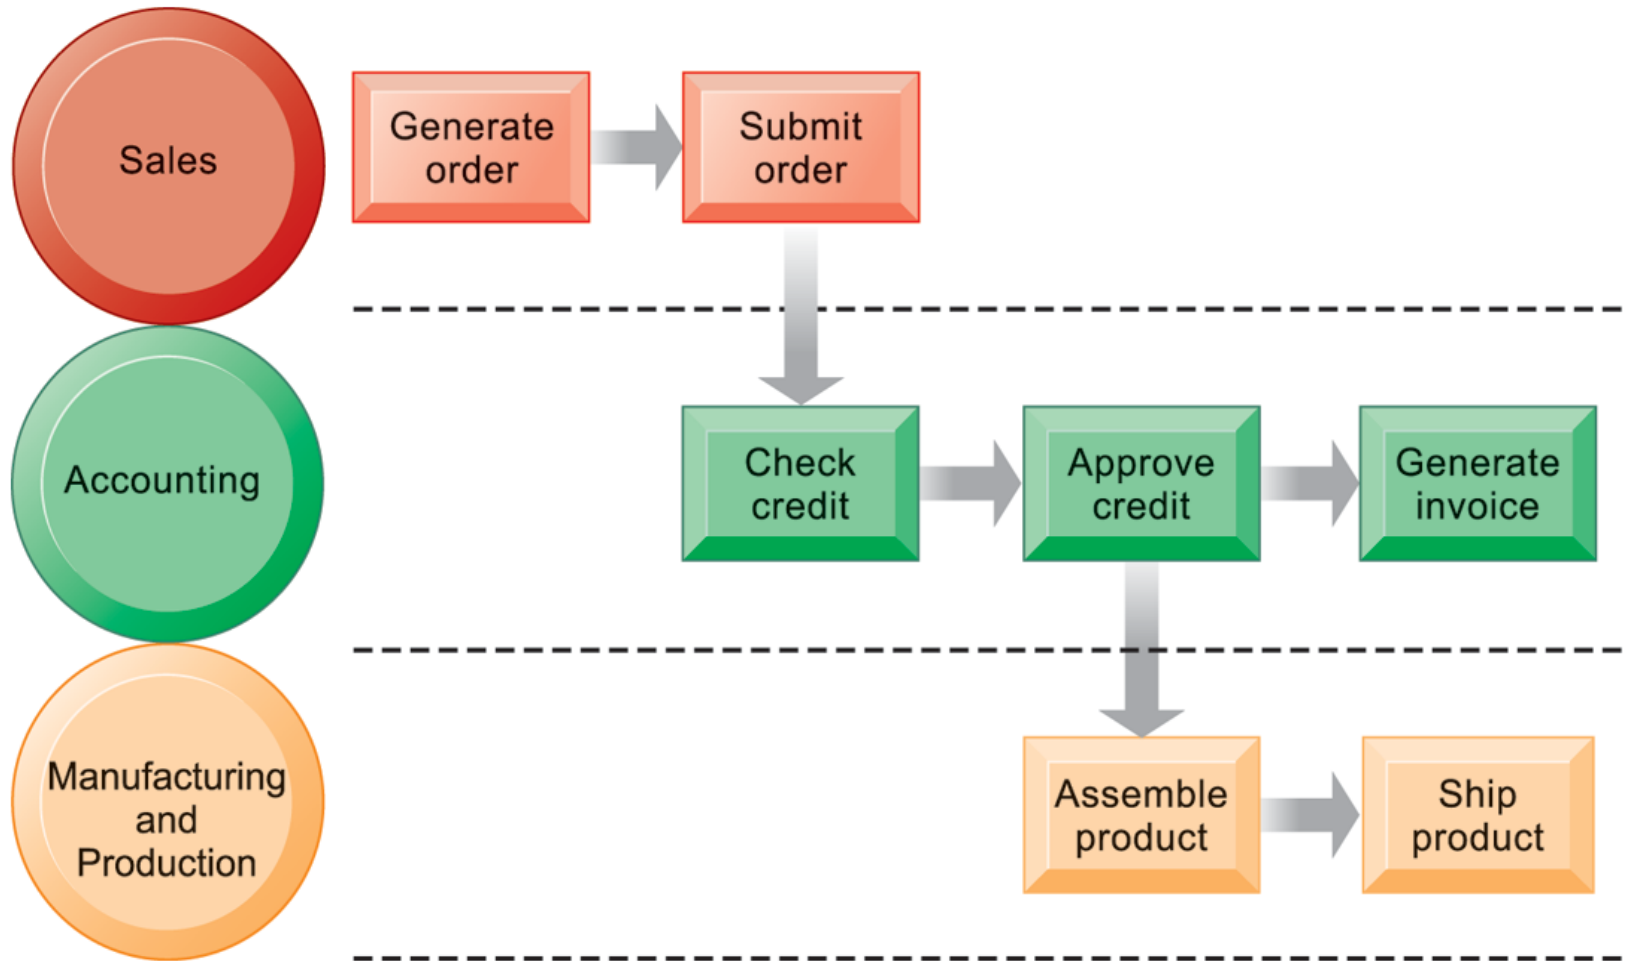 Sales
Generate
order
Submit
order
Accounting
Check
credit
Approve
credit
Generate
invoice
Manufacturing
and
Production
Assemble
product
Ship
product